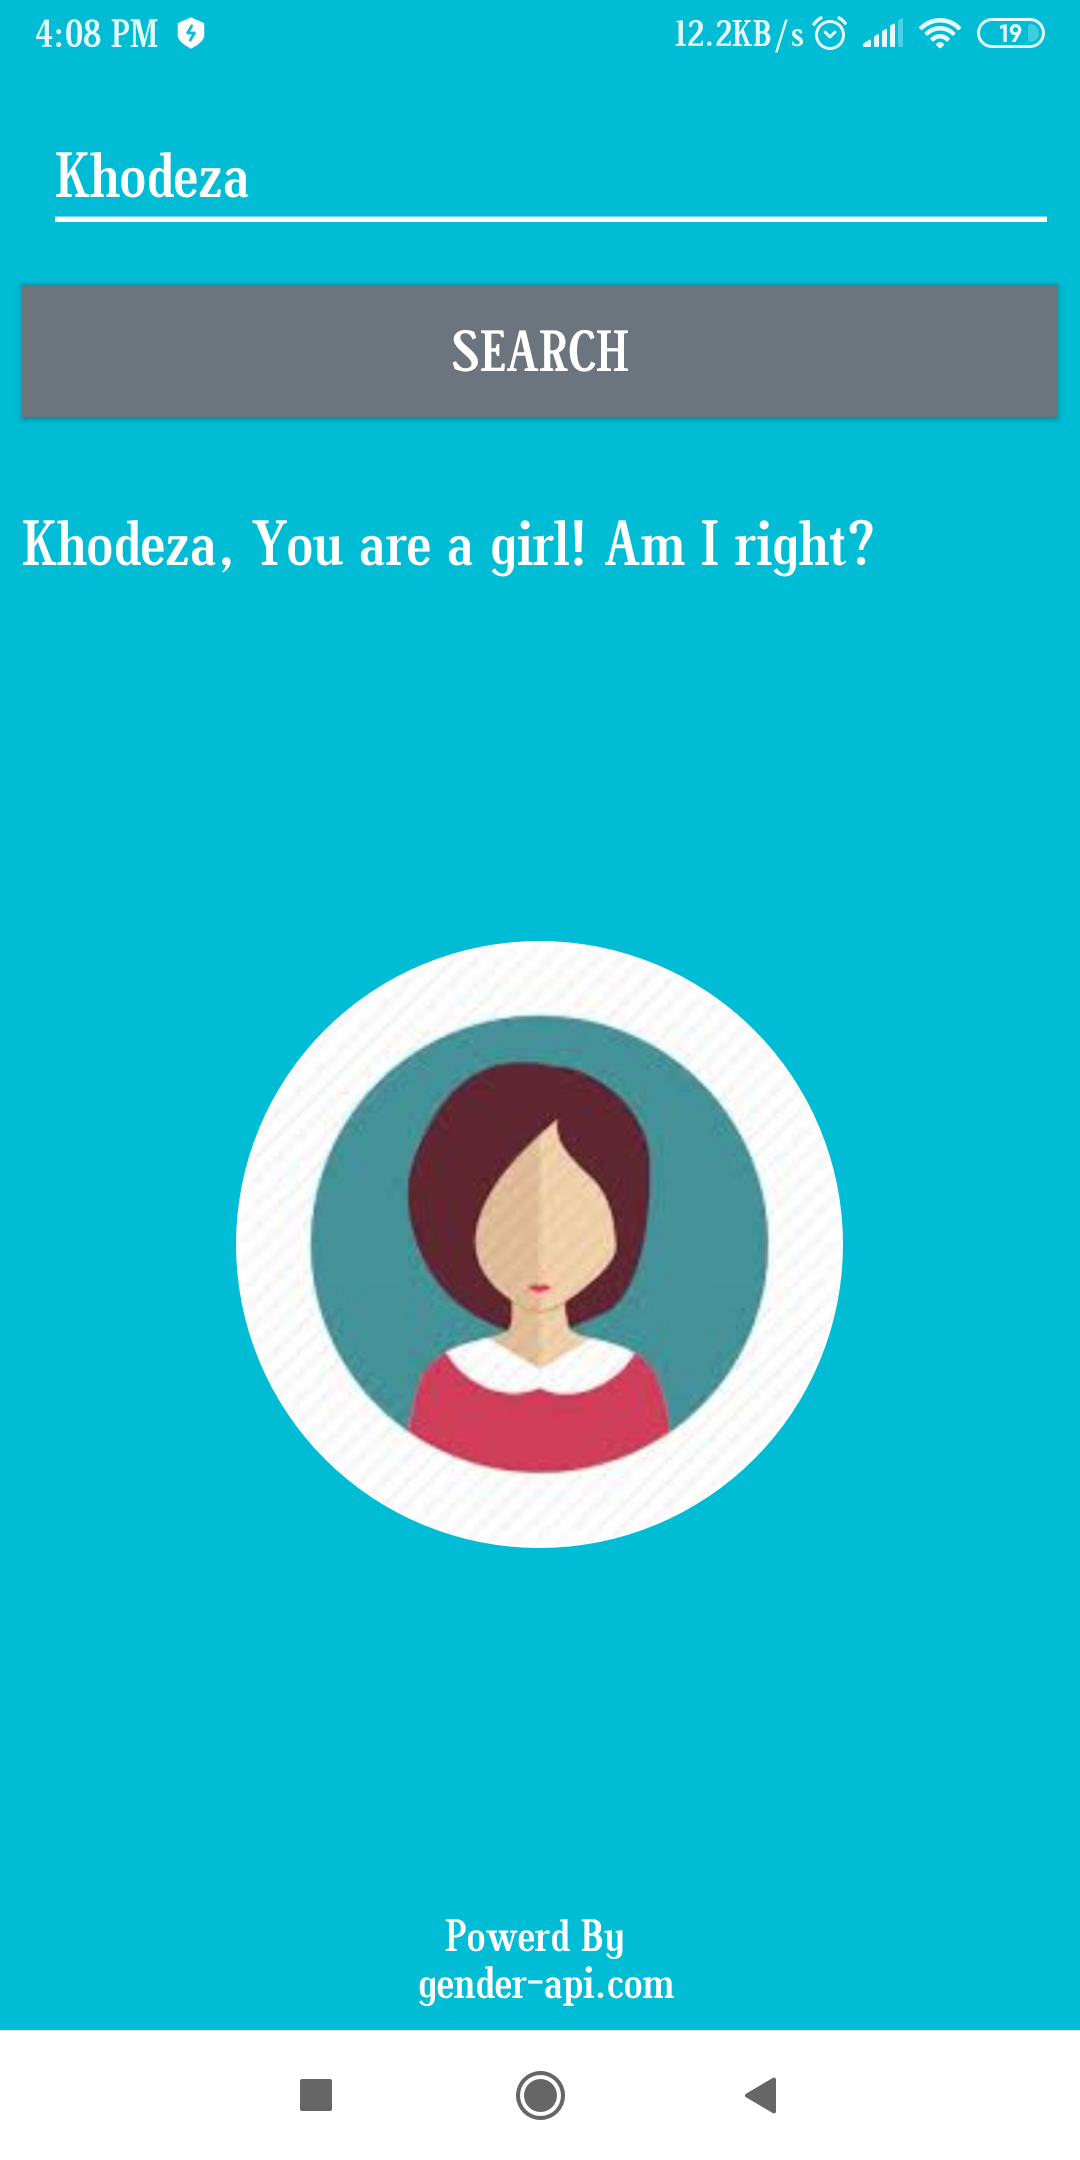 4:08 PM 12.2KB/s 19
Khodeza
SEARCH
Khodeza, You are a girl! Am I right?
Powerd By
gender-api.com